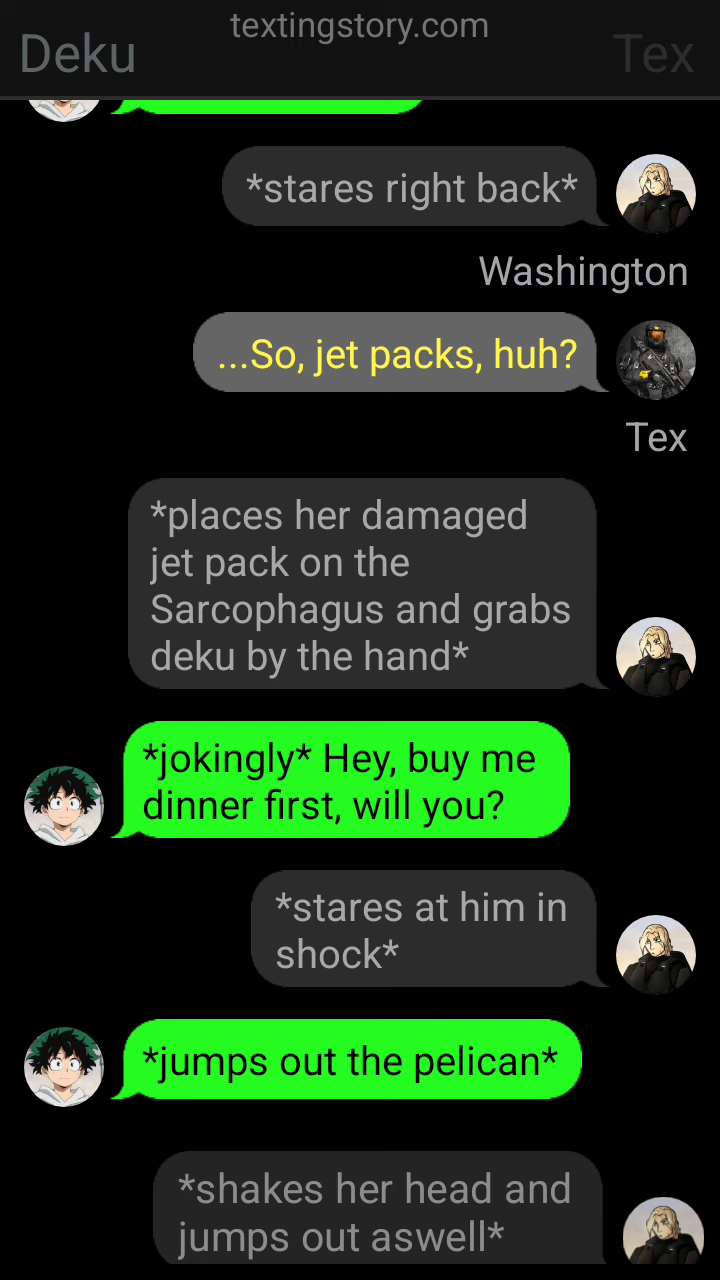 textingstory.com
Deku
Tex
*stares right back*
Washington
...So, jet packs, huh?
Tex
*places her damaged
jet pack on the
Sarcophagus and grabs
deku by the hand*
*jokingly* Hey, buy me
dinner first, will you?
*stares at him in
shock*
*jumps out the pelican*
*shakes her head and
jumps out aswell*